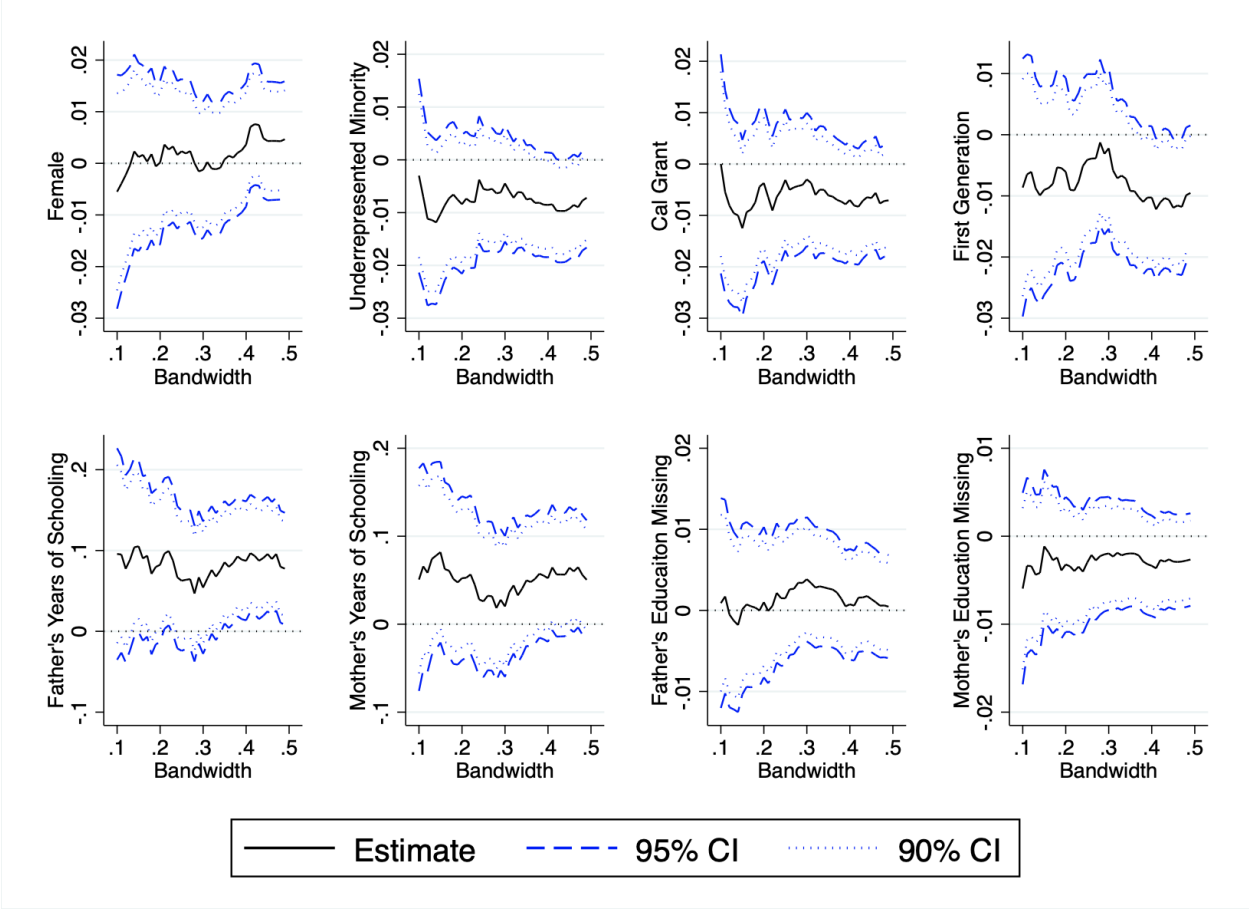 Female
.02
.01
0
-.01
-.02
-.03
.1 .2 .3 .4 .5
Bandwidth
Underrepresented Minority
.02
.01
0
-.01
-.02
-.03
.1 .2 .3 .4 .5
Bandwidth
Cal Grant
.02
.01
0
-.01
-.02
-.03
.1 .2 .3 .4 .5
Bandwidth
First Generation
.01
0
-.01
-.02
-.03
.1 .2 .3 .4 .5
Bandwidth
Father's Years of Schooling
.2
.1
0
-.1
.1 .2 .3 .4 .5
Bandwidth
Mother's Years of Schooling
.2
.1
0
-.1
.1 .2 .3 .4 .5
Bandwidth
Father's Educaiton Missing
.02
.01
0
-.01
.1 .2 .3 .4 .5
Bandwidth
Mother's Education Missing
.01
0
-.01
-.02
.1 .2 .3 .4 .5
Bandwidth
Estimate 95% CI 90% CI